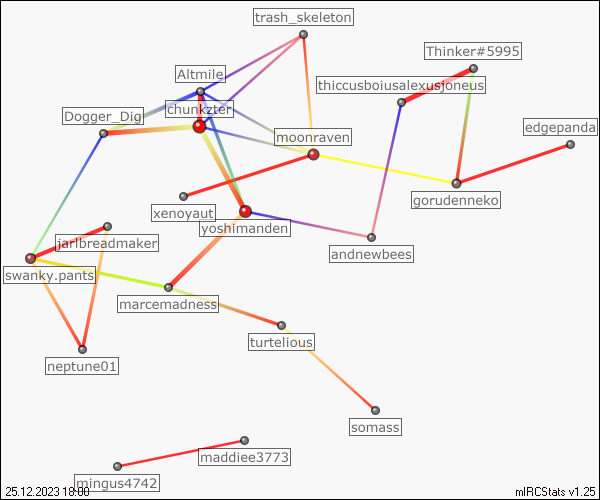 trash_skeleton
Thinker#5995
Altmile
thiccusboiusalexusjoneus
chunkzter
Dogger_Dig
edgepanda
moonraven
gorudenneko
xenoyaut
yoshimanden
jarlbreadmaker
andnewbees
swanky.pants
marcemadness
turtelious
neptune01
somass
maddiee3773
mingus4742
25.12.2023 18:00
mIRCStats v1.25